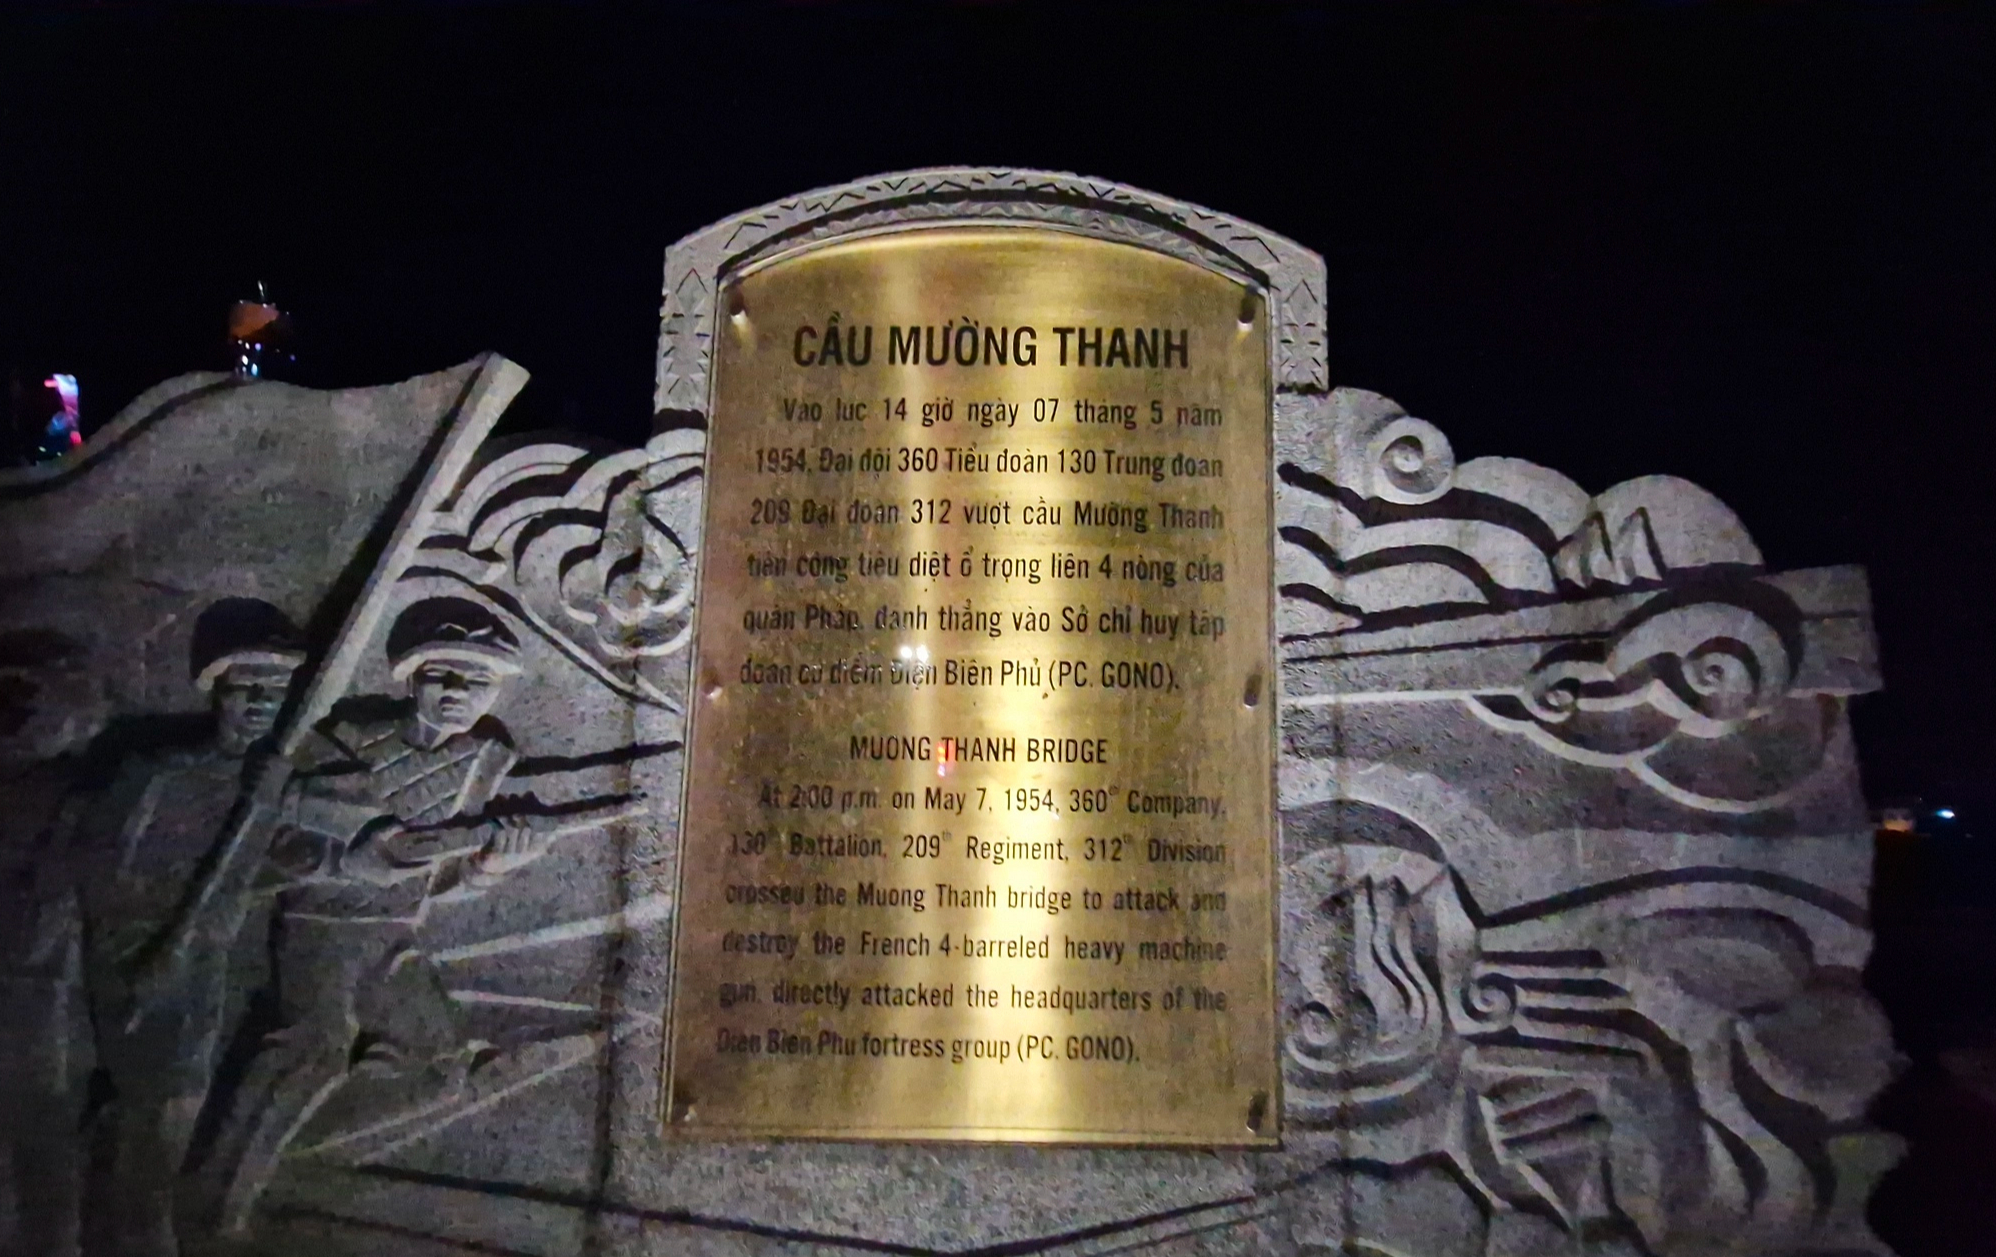 CẦU MƯỜNG THANH
Vào lúc 14 giờ ngày 07 tháng 5 năm
1954, Đại đội 360 Tiểu đoàn 130 Trung đoàn
209 Đại đoàn 312 vượt cầu Mường Thanh
tiến công tiêu diệt ổ trọng liên 4 nòng của
quân Pháp, đánh thẳng vào Sở chỉ huy tập
đoàn cứ điểm Điện Biên Phủ (PC. GONO).
MUONG THANH BRIDGE
At 2:00 p.m. on May 7, 1954, 360th Company,
130th Battalion, 209th Regiment, 312th Division
crossed the Muong Thanh bridge to attack and
destroy the French 4-barreled heavy machine
gun, directly attacked the headquarters of the
Dien Bien Phu fortress group (PC. GONO).